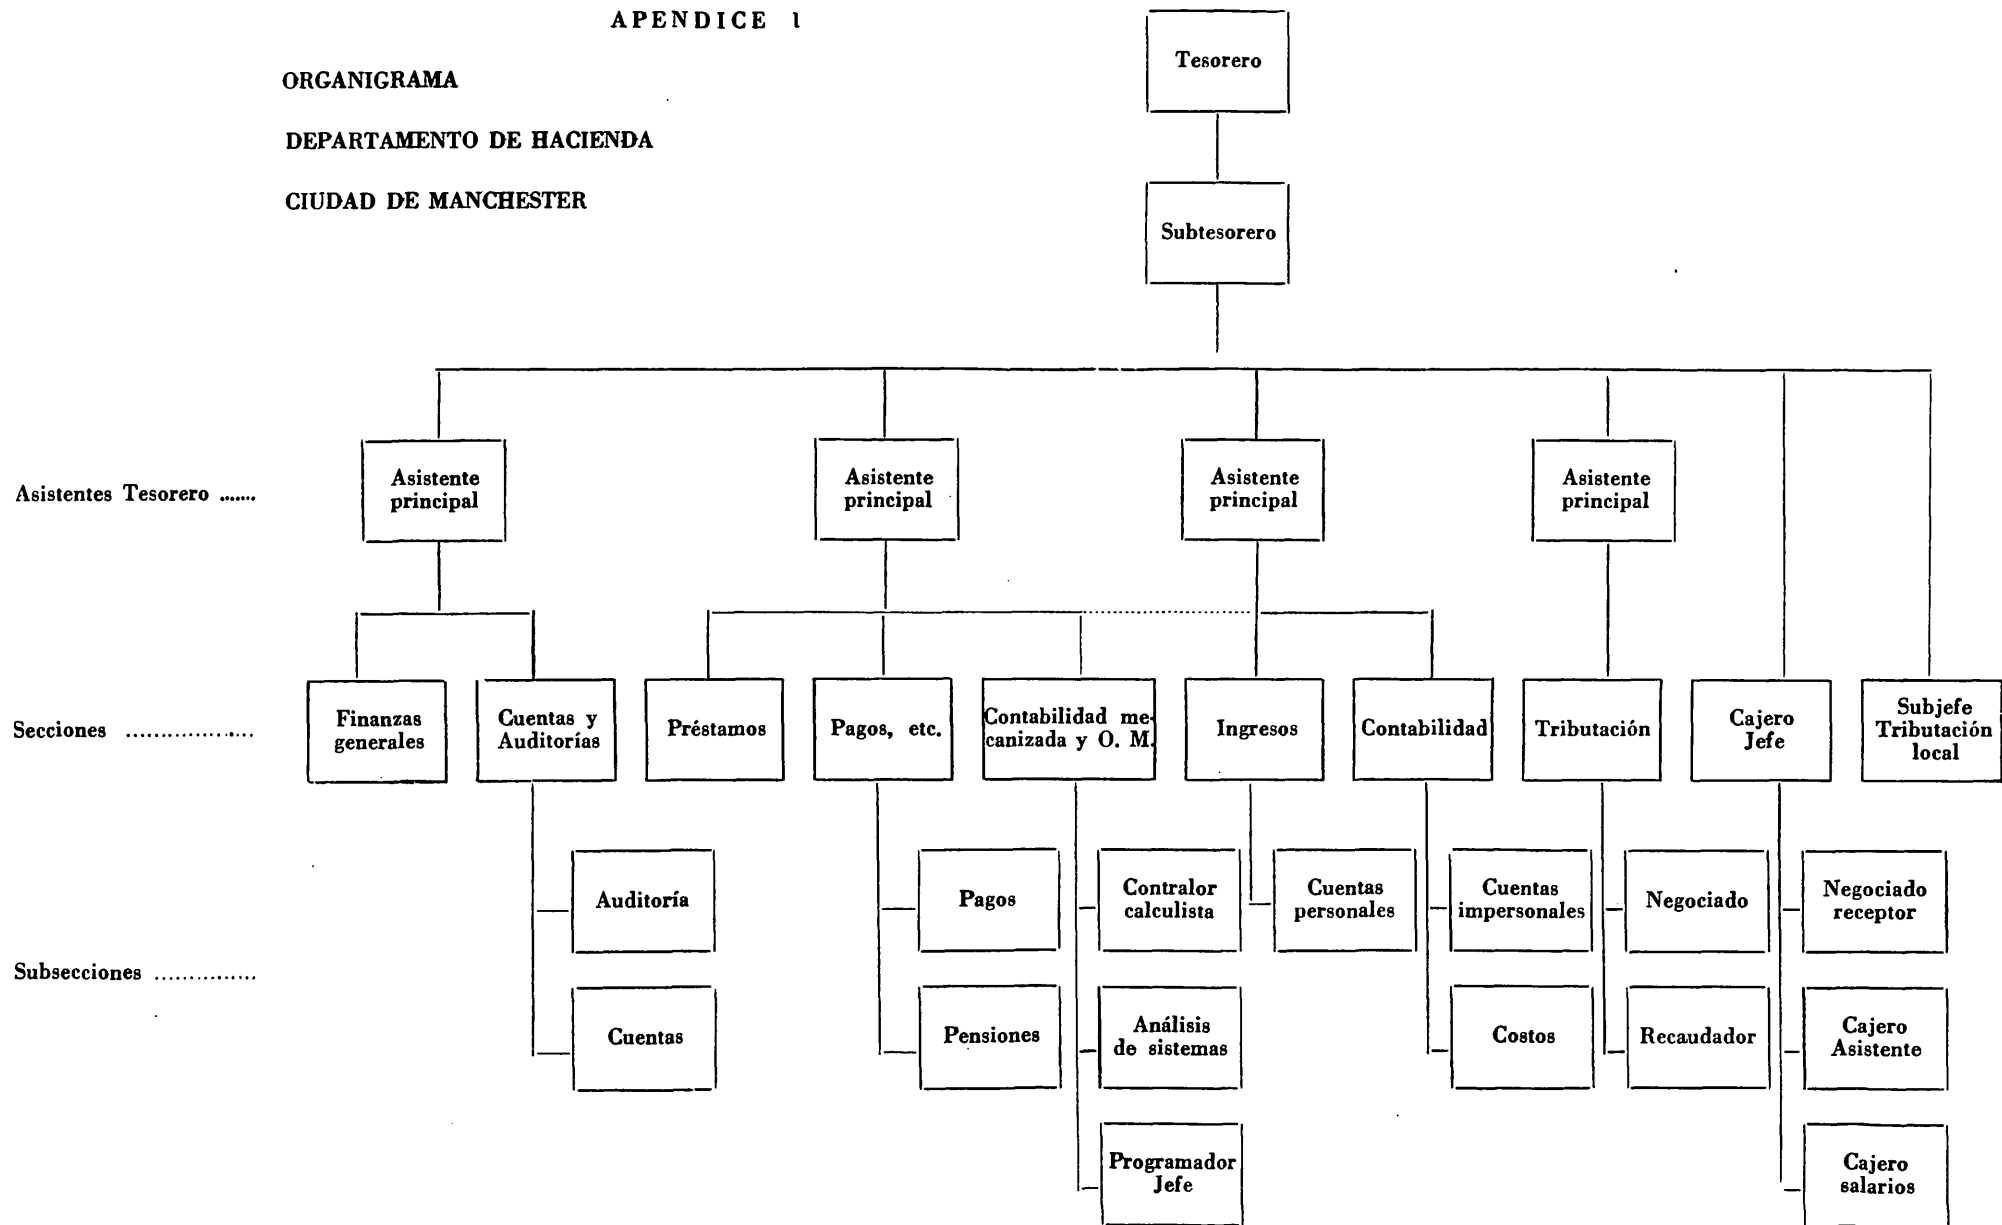 APENDICE 1
ORGANIGRAMA
DEPARTAMENTO DE HACIENDA
CIUDAD DE MANCHESTER
Tesorero
Subtesorero
Asistentes Tesorero .......
Asistente
principal
Asistente
principal
Asistente
principal
Asistente
principal
Secciones ..................
Finanzas
generales
Cuentas y
Auditorías
Préstamos
Pagos, etc.
Contabilidad me-
canizada y O. M.
Ingresos
Contabilidad
Tributación
Cajero
Jefe
Subjefe
Tributación
local
Subsecciones ...............
Auditoría
Pagos
Contralor
calculista
Cuentas
personales
Cuentas
impersonales
Negociado
Negociado
receptor
Cuentas
Pensiones
Análisis
de sistemas
Costos
Recaudador
Cajero
Asistente
Programador
Jefe
Cajero
salarios